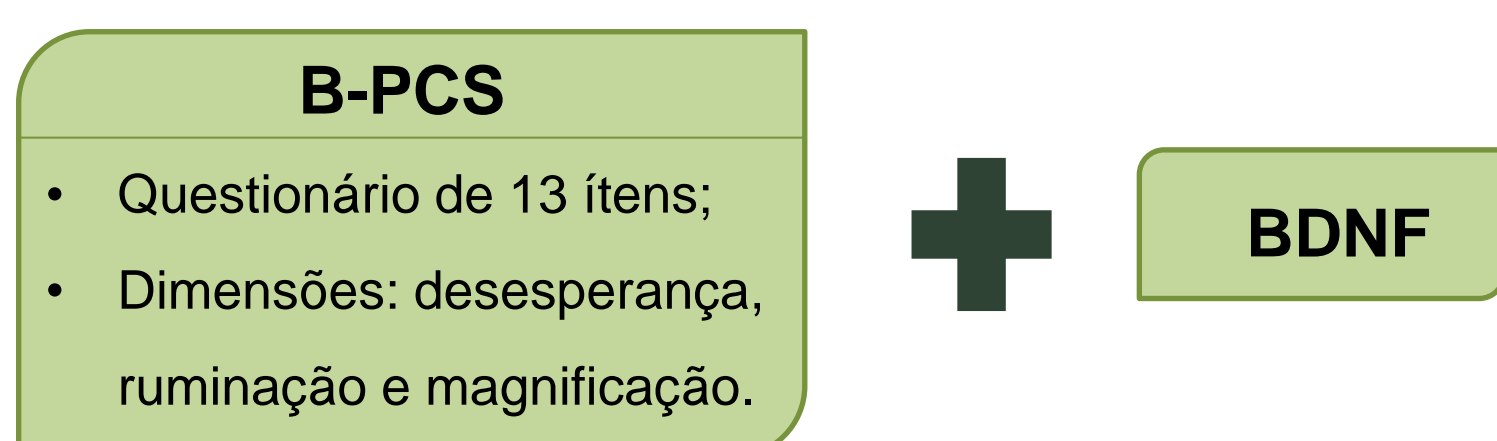 B-PCS
• Questionário de 13 ítens;
• Dimensões: desesperança,
ruminação e magnificação.
BDNF